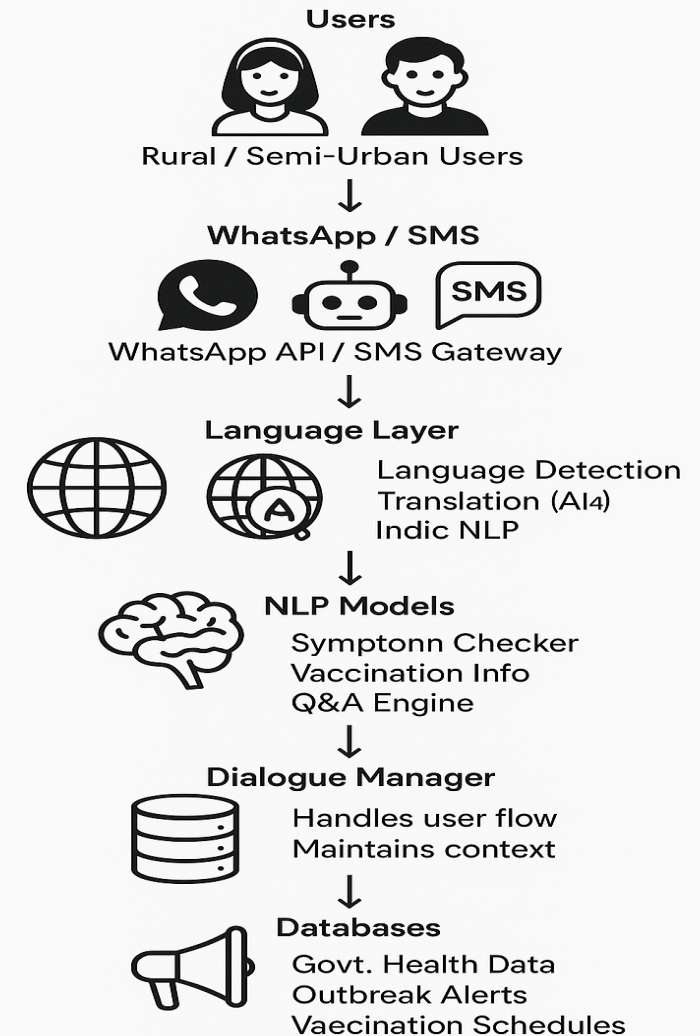 Users
Rural / Semi-Urban Users
WhatsApp / SMS
SMS
WhatsApp API / SMS Gateway
Language Layer
A
Language Detection
Translation (AI4)
Indic NLP
NLP Models
Symptonn Checker
Vaccination Info
Q&A Engine
Dialogue Manager
Handles user flow
Maintains context
Databases
Govt. Health Data
Outbreak Alerts
Vaecination Schedules